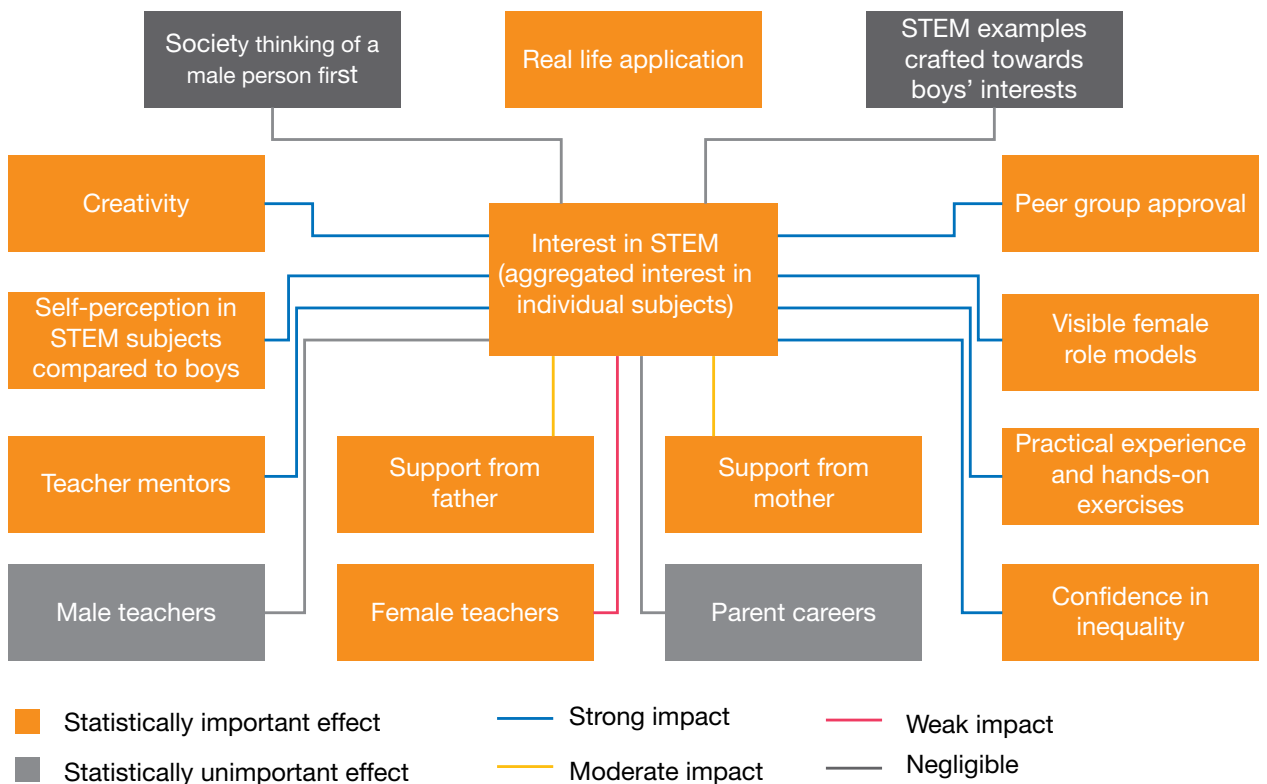 Society thinking of a
male person first
Real life application
STEM examples
crafted towards
boys’ interests
Creativity
Interest in STEM
(aggregated interest in
individual subjects)
Peer group approval
Self-perception in
STEM subjects
compared to boys
Visible female
role models
Teacher mentors
Support from
father
Support from
mother
Practical experience
and hands-on
exercises
Male teachers
Female teachers
Parent careers
Confidence in
inequality
Statistically important effect
Strong impact
Weak impact
Statistically unimportant effect
Moderate impact
Negligible